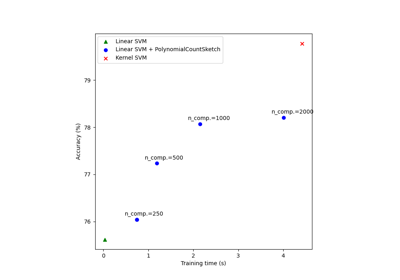 Linear SVM
Linear SVM + PolynomialCountSketch
Kernel SVM
79
78
77
76
Accuracy (%)
n_comp.=2000
n_comp.=1000
n_comp.=500
n_comp.=250
0 1 2 3 4
Training time (s)